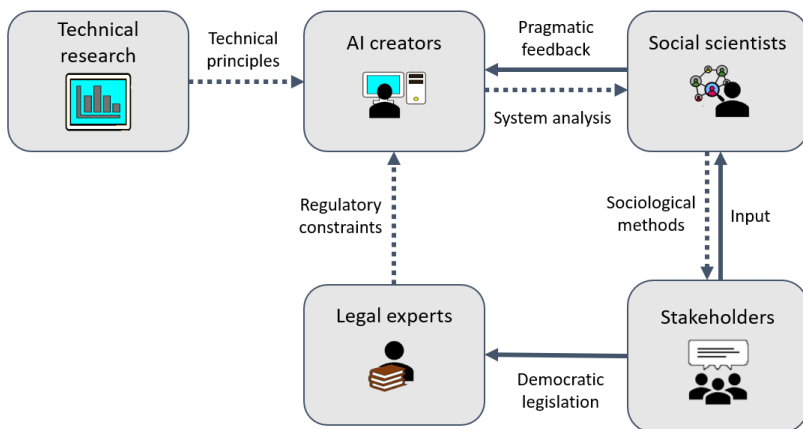 Technical
research
Technical
principles
AI creators
Pragmatic
feedback
System analysis
Social scientists
Regulatory
constraints
Sociological
methods
Input
Legal experts
Democratic
legislation
Stakeholders